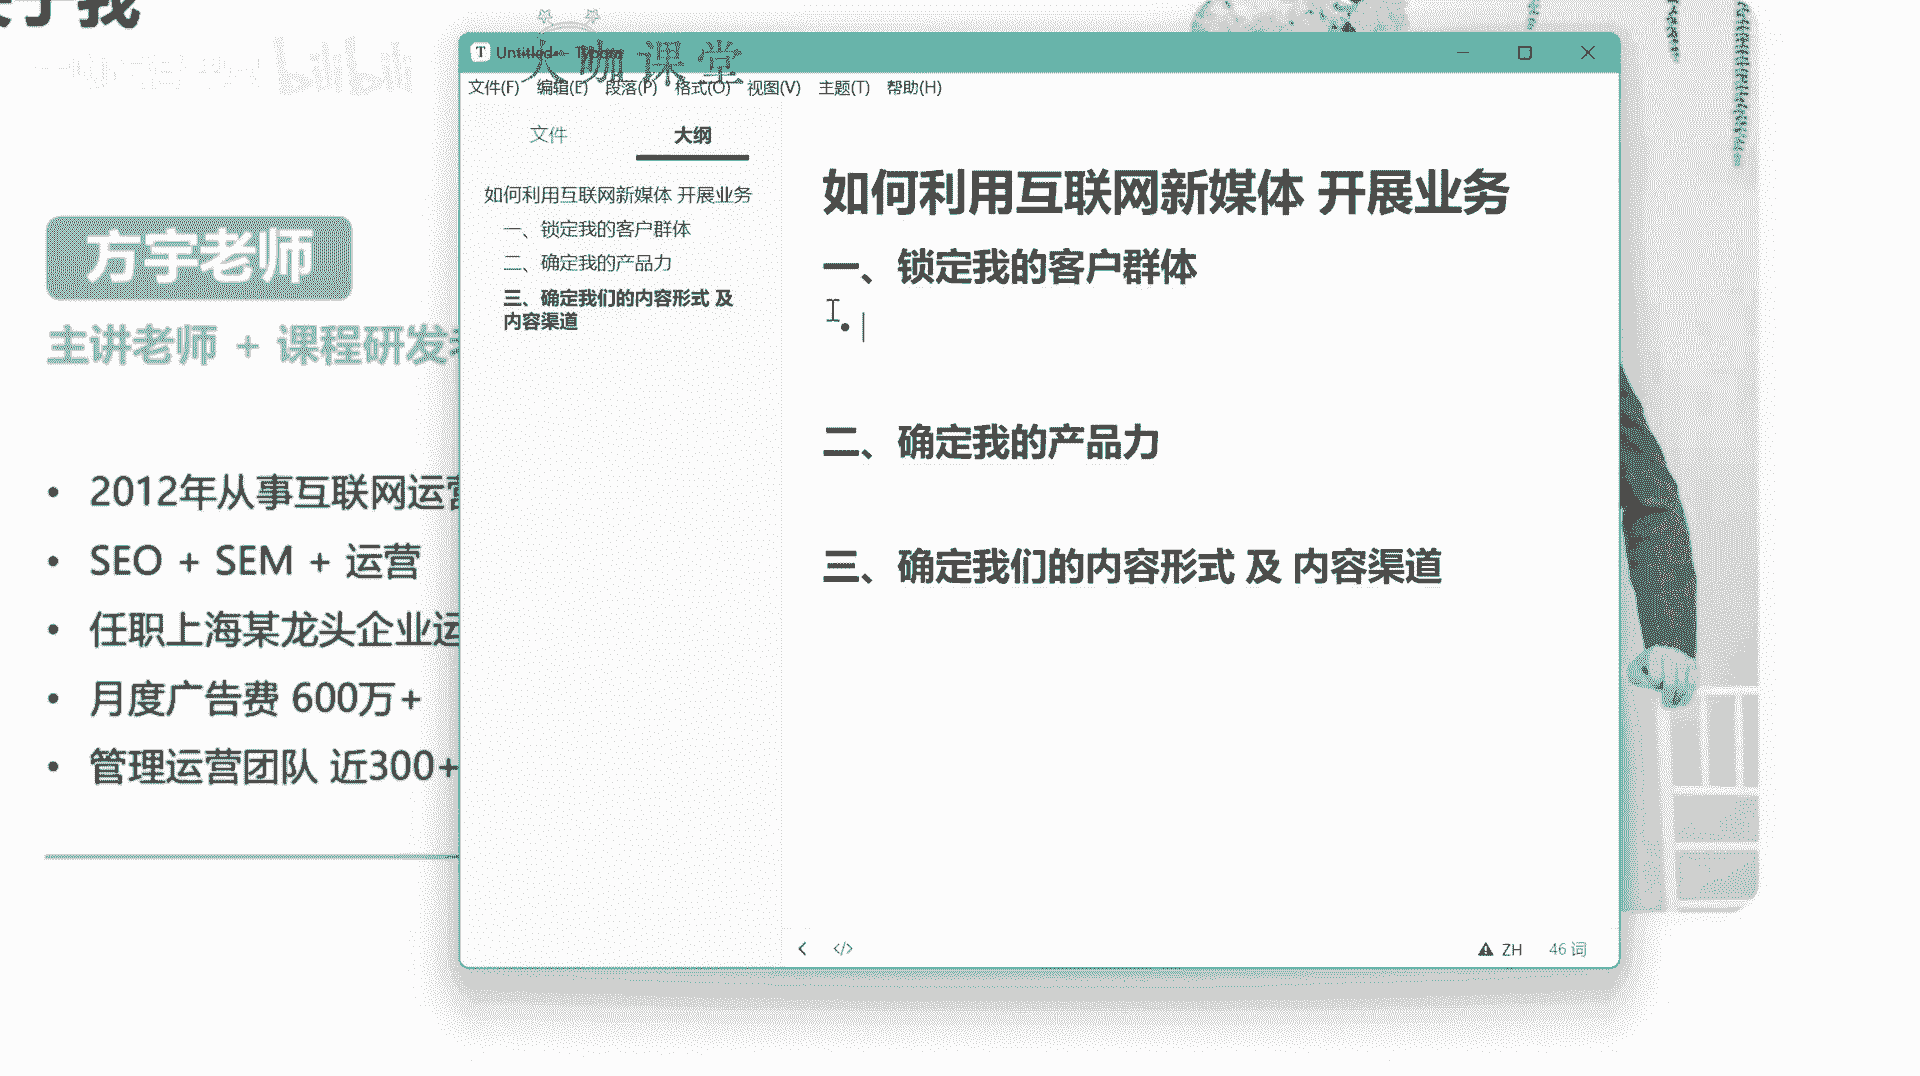 关于我
bilibili
大咖课堂
方宇老师
主讲老师 + 课程研发
• 2012年从事互联网运营
• SEO + SEM + 运营
• 任职上海某龙头企业运
• 月度广告费 600万+
• 管理运营团队 近300+
Untitled• - Typora
文件(F) 编辑(E) 段落(P) 格式(O) 视图(V) 主题(T) 帮助(H)
文件 大纲
如何利用互联网新媒体 开展业务
一、锁定我的客户群体
二、确定我的产品力
三、确定我们的内容形式 及
内容渠道
如何利用互联网新媒体 开展业务
一、锁定我的客户群体
•
二、确定我的产品力
三、确定我们的内容形式 及 内容渠道
ZH 46 词